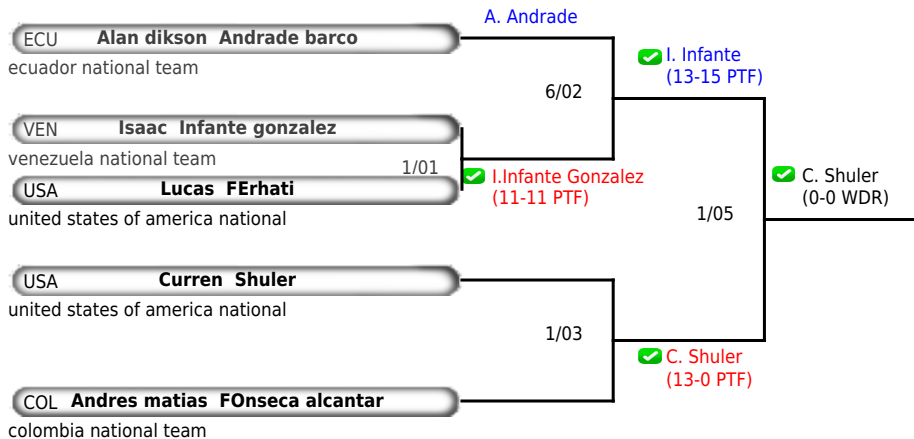 A. Andrade
ECU Alan dikson Andrade barco
ecuador national team
I. Infante
(13-15 PTF)
6/02
VEN Isaac Infante gonzalez
venezuela national team
1/01
I.Infante Gonzalez
(11-11 PTF)
USA Lucas FErhati
united states of america national
C. Shuler
(0-0 WDR)
1/05
USA Curren Shuler
united states of america national
1/03
C. Shuler
(13-0 PTF)
COL Andres matias FOnseca alcantar
colombia national team